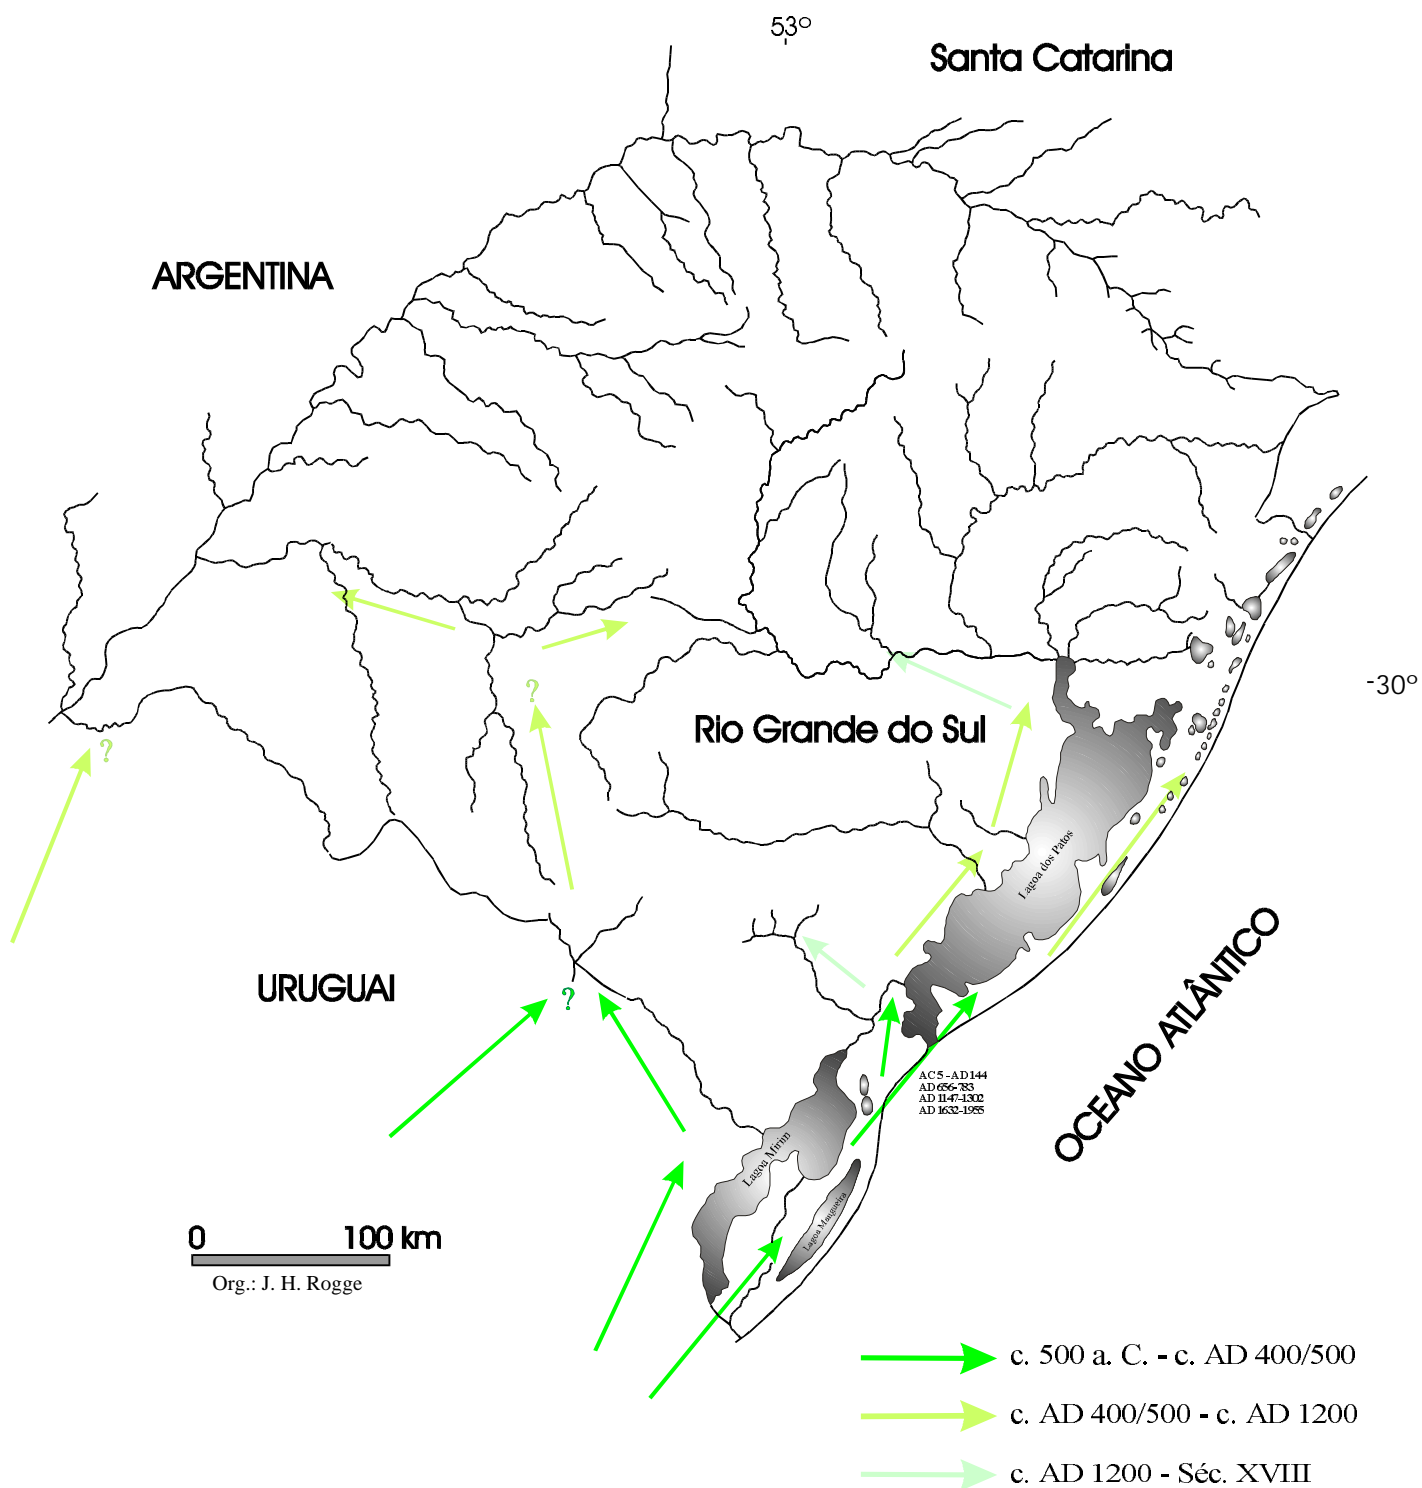 53°
Santa Catarina
ARGENTINA
-30°
Rio Grande do Sul
?
?
Lagoa dos Patos
URUGUAI
?
OCEANO ATLÂNTICO
AC 5 - AD 144
AD 656-783
AD 1147-1302
AD 1632-1955
Lagoa Mirim
Lagoa Mangueira
0 100 km
Org.: J. H. Rogge
c. 500 a. C. - c. AD 400/500
c. AD 400/500 - c. AD 1200
c. AD 1200 - Séc. XVIII